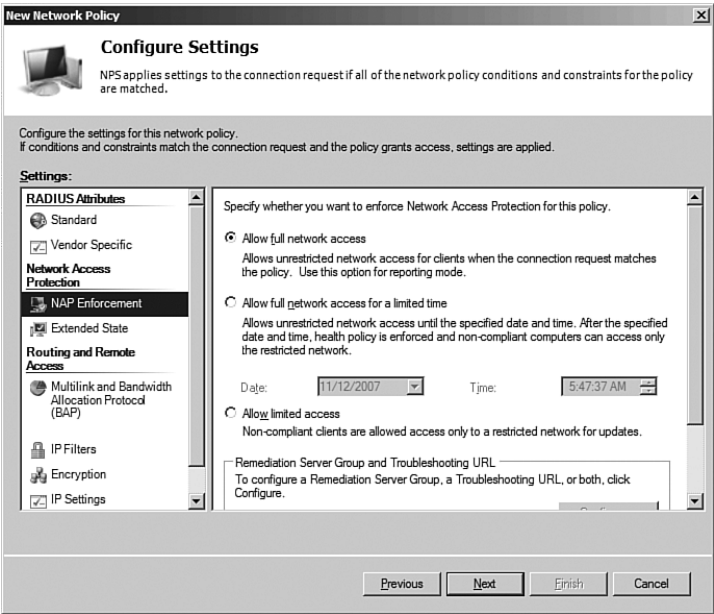 New Network Policy
Configure Settings
NPS applies settings to the connection request if all of the network policy conditions and constraints for the policy
are matched.
Configure the settings for this network policy.
If conditions and constraints match the connection request and the policy grants access, settings are applied.
Settings:
RADIUS Attributes
Standard
Vendor Specific
Network Access
Protection
NAP Enforcement
Extended State
Routing and Remote
Access
Multilink and Bandwidth
Allocation Protocol
(BAP)
IP Filters
Encryption
IP Settings
Specify whether you want to enforce Network Access Protection for this policy.
Allow full network access
Allows unrestricted network access for clients when the connection request matches
the policy. Use this option for reporting mode.
Allow full network access for a limited time
Allows unrestricted network access until the specified date and time. After the specified
date and time, health policy is enforced and non-compliant computers can access only
the restricted network.
Date: 11/12/2007 Time: 5:47:37 AM
Allow limited access
Non-compliant clients are allowed access only to a restricted network for updates.
Remediation Server Group and Troubleshooting URL
To configure a Remediation Server Group, a Troubleshooting URL, or both, click
Configure.
Previous Next Finish Cancel